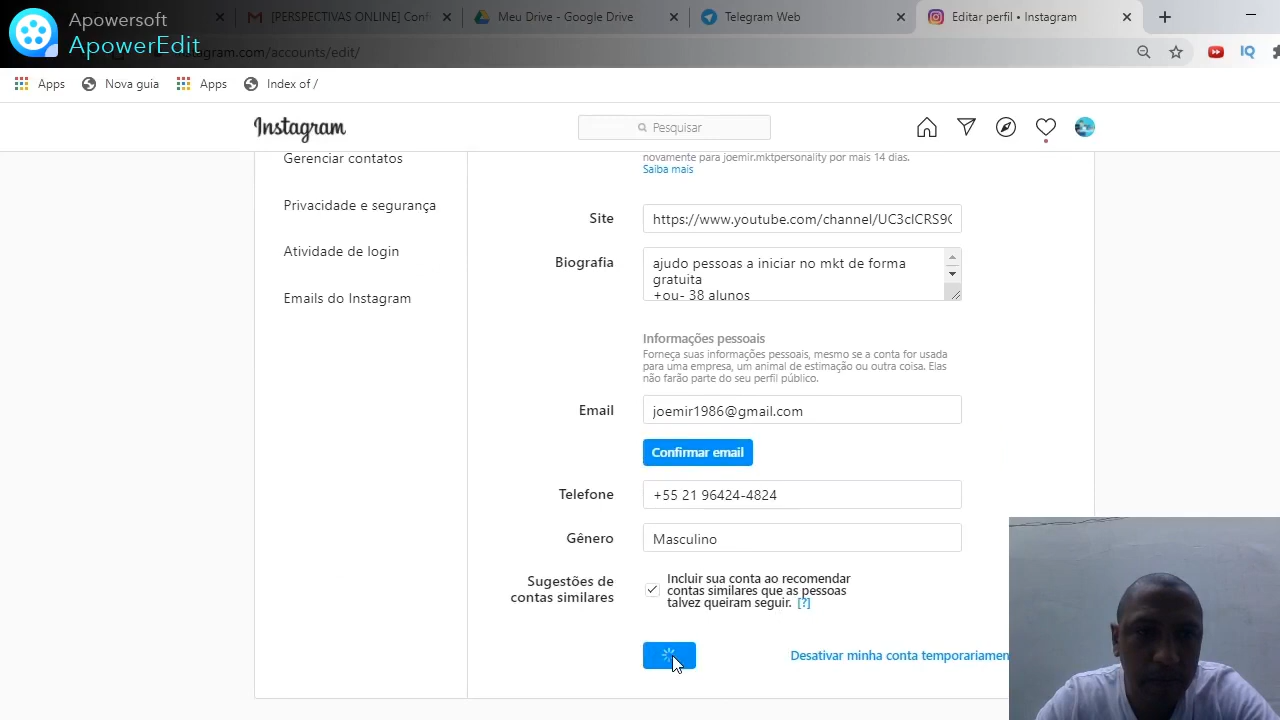 Apowersoft
ApowerEdit
[PERSPECTIVAS ONLINE] Conf
Meu Drive - Google Drive
Telegram Web
Editar perfil • Instagram
agram.com/accounts/edit/
Apps
Nova guia
Apps
Index of /
IQ
Instagram
Pesquisar
Gerenciar contatos
Privacidade e segurança
Atividade de login
Emails do Instagram
novamente para joemir.mktpersonality por mais 14 dias.
Saiba mais
Site
https://www.youtube.com/channel/UC3clCRS9
Biografia
ajudo pessoas a iniciar no mkt de forma
gratuita
+ou- 38 alunos
Informações pessoais
Forneça suas informações pessoais, mesmo se a conta for usada
para uma empresa, um animal de estimação ou outra coisa. Elas
não farão parte do seu perfil público.
Email
joemir1986@gmail.com
Confirmar email
Telefone
+55 21 96424-4824
Gênero
Masculino
Sugestões de
contas similares
Incluir sua conta ao recomendar
contas similares que as pessoas
talvez queiram seguir. [?]
Desativar minha conta temporariamen